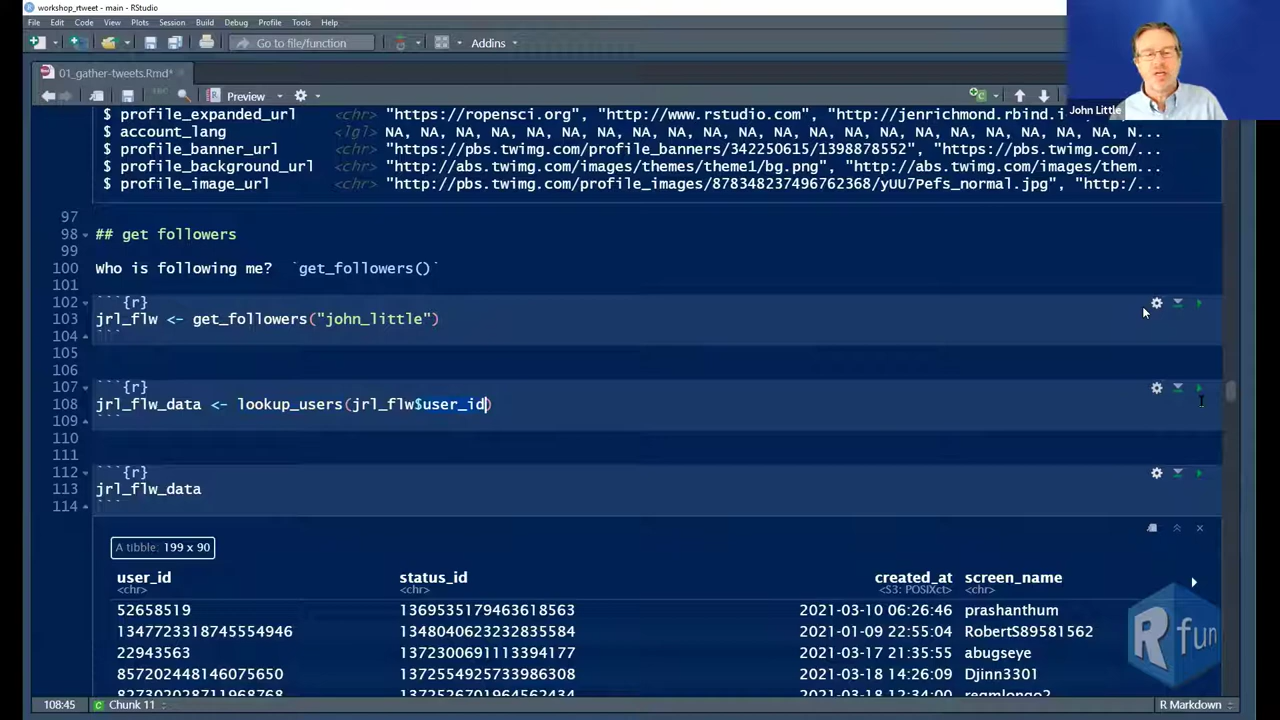 workshop_rtweet - main - RStudio
File Edit Code View Plots Session Build Debug Profile Tools Help
Go to file/function
Addins
01_gather-tweets.Rmd*
ABC
Preview
John Little
$ profile_expanded_url <chr> "https://ropensci.org", "http://www.rstudio.com", "http://jenrichmond.rbind.i
$ account_lang <lgl> NA, NA, NA, NA, NA, NA, NA, NA, NA, NA, NA, NA, NA, NA, NA, NA, NA, N...
$ profile_banner_url <chr> "https://pbs.twimg.com/profile_banners/342250615/1398878552", "https://pbs.twimg.com/...
$ profile_background_url <chr> "http://abs.twimg.com/images/themes/theme1/bg.png", "http://abs.twimg.com/images/them...
$ profile_image_url <chr> "http://pbs.twimg.com/profile_images/878348237496762368/yUU7Pefs_normal.jpg", "http:/...
97
98 ## get followers
99
100 Who is following me? `get_followers()`
101
102 ```{r}
103 jrl_flw <- get_followers("john_little")
104 ```
105
106
107 ```{r}
108 jrl_flw_data <- lookup_users(jrl_flw$user_id)
109 ```
110
111
112 ```{r}
113 jrl_flw_data
114 ```
A tibble: 199 x 90
user_id status_id created_at screen_name
<chr> <chr> <S3: POSIXct> <chr>
52658519 1369535179463618563 2021-03-10 06:26:46 prashanthum
1347723318745554946 1348040623232835584 2021-01-09 22:55:04 RobertS89581562
22943563 1372300691113394177 2021-03-17 21:35:55 abugseye
857202448146075650 1372554925733986308 2021-03-18 14:26:09 Djinn3301
827302028711968768 1372526701964562434 2021-03-18 12:34:00
R fun
108:45 Chunk 11 R Markdown